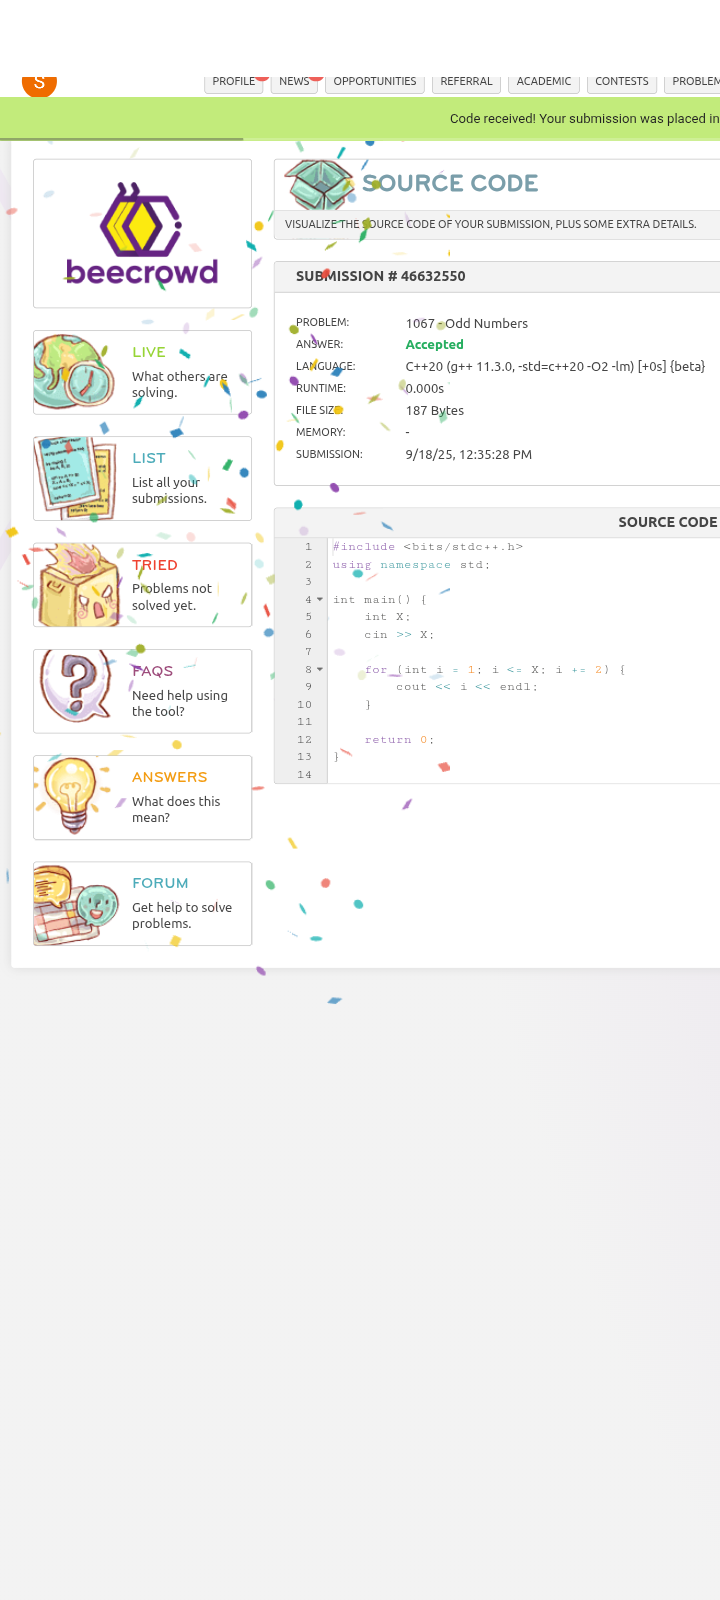 S
PROFILE NEWS OPPORTUNITIES REFERRAL ACADEMIC CONTESTS PROBLEM
Code received! Your submission was placed in
beecrowd
SOURCE CODE
VISUALIZE THE SOURCE CODE OF YOUR SUBMISSION, PLUS SOME EXTRA DETAILS.
SUBMISSION # 46632550
PROBLEM: 1067 - Odd Numbers
ANSWER: Accepted
LANGUAGE: C++20 (g++ 11.3.0, -std=c++20 -O2 -lm) [+0s] {beta}
RUNTIME: 0.000s
FILE SIZE: 187 Bytes
MEMORY: -
SUBMISSION: 9/18/25, 12:35:28 PM
LIVE
What others are
solving.
LIST
List all your
submissions.
TRIED
Problems not
solved yet.
FAQS
Need help using
the tool?
ANSWERS
What does this
mean?
FORUM
Get help to solve
problems.
SOURCE CODE
1 #include <bits/stdc++.h>
2 using namespace std;
3
4 int main() {
5     int X;
6     cin >> X;
7
8     for (int i = 1; i <= X; i += 2) {
9         cout << i << endl;
10     }
11
12     return 0;
13 }
14